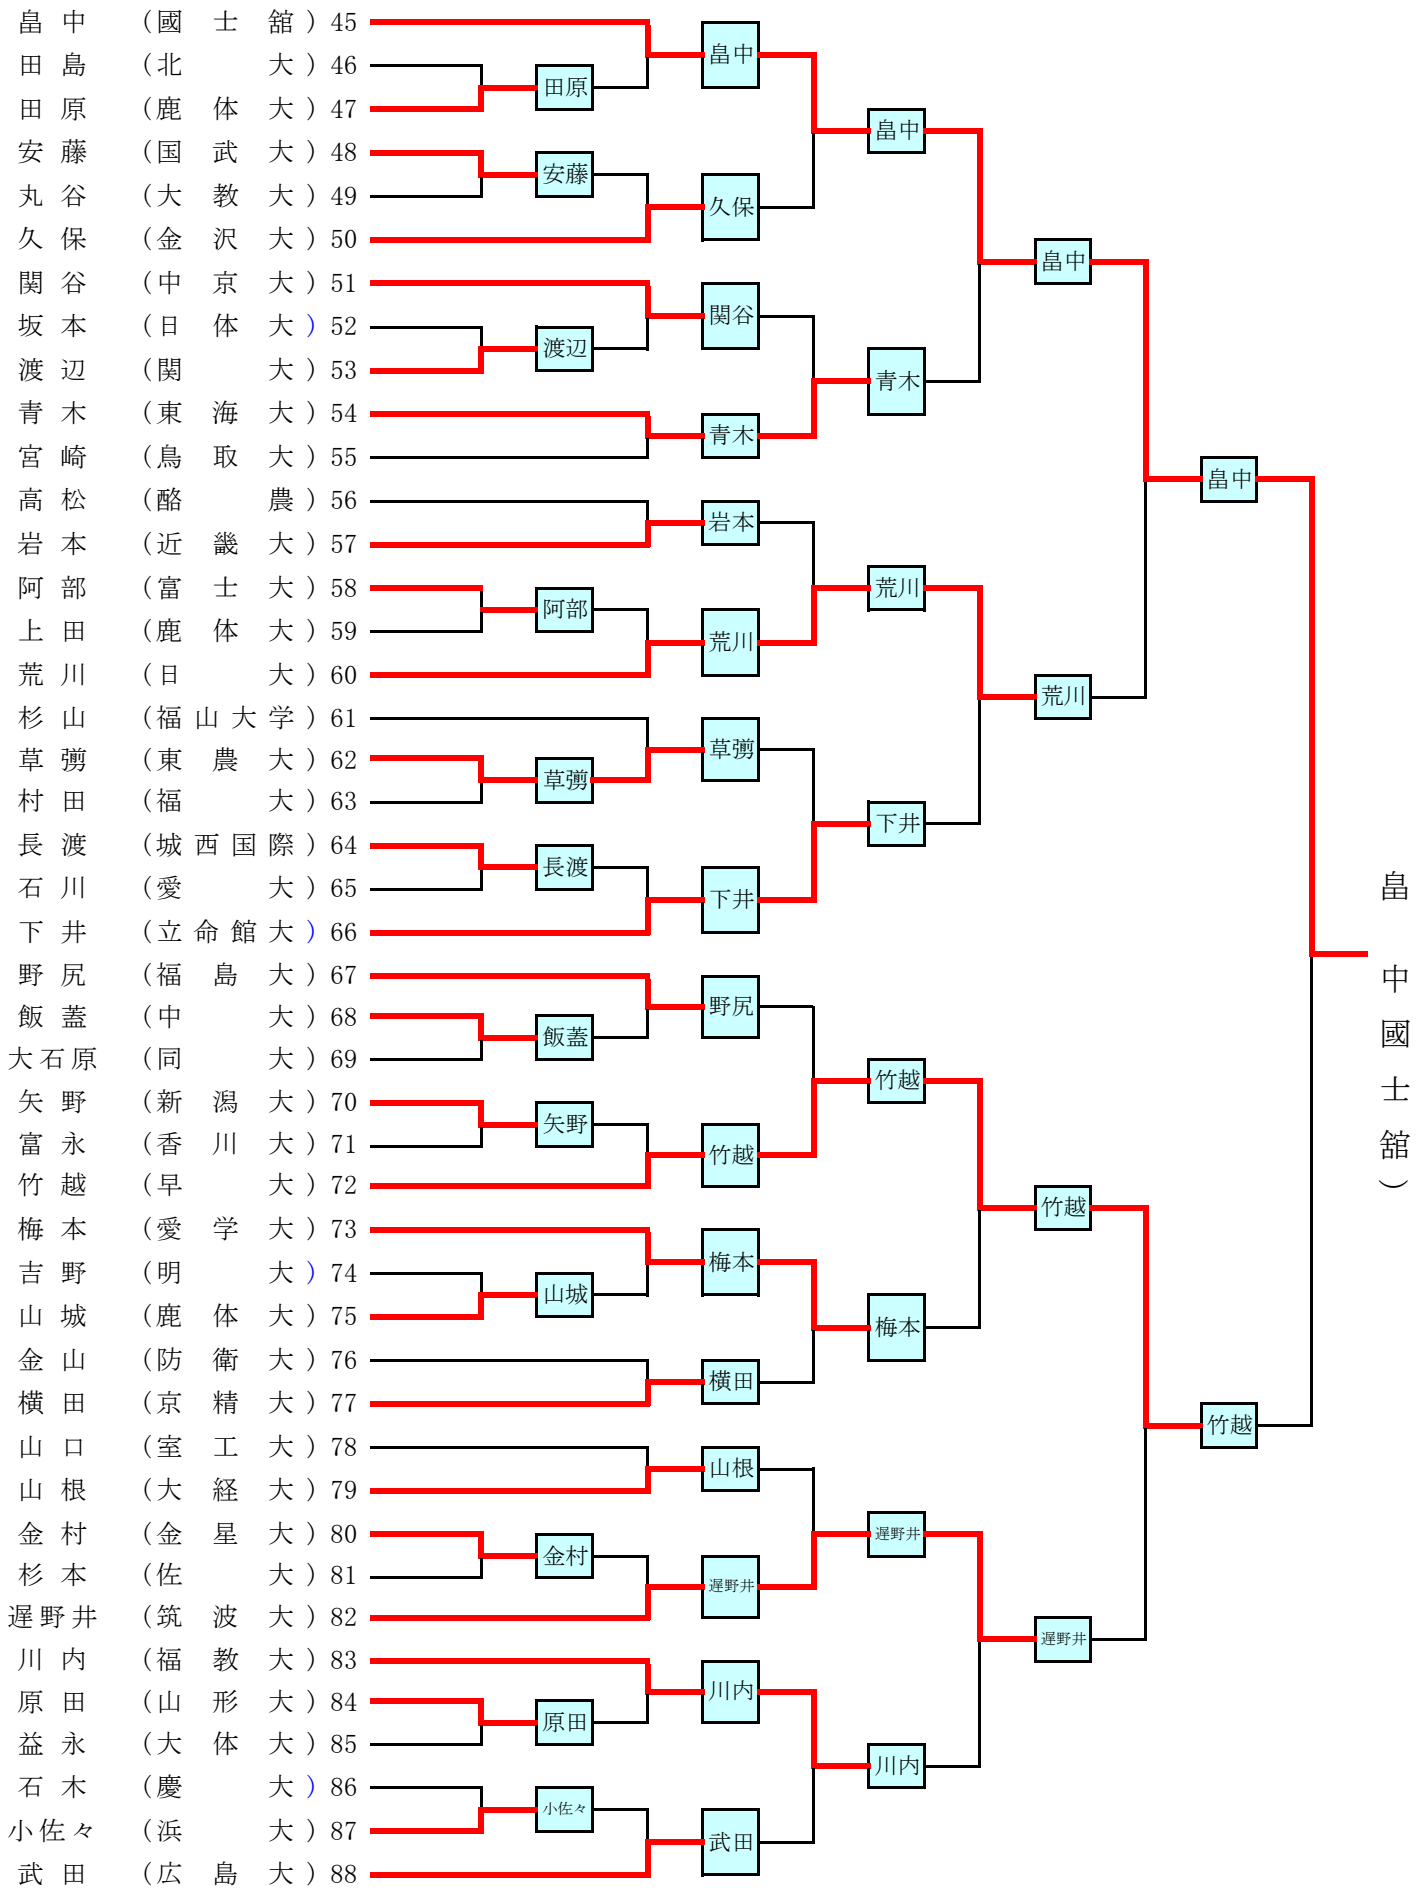 畠中 （國士舘） 45
田島 （北大） 46
田原 （鹿体大） 47
安藤 （国武大） 48
丸谷 （大教大） 49
久保 （金沢大） 50
関谷 （中京大） 51
坂本 （日体大） 52
渡辺 （関大） 53
青木 （東海大） 54
宮崎 （鳥取大） 55
高松 （酪農） 56
岩本 （近畿大） 57
阿部 （富士大） 58
上田 （鹿体大） 59
荒川 （日大） 60
杉山 （福山大学） 61
草彅 （東農大） 62
村田 （福大） 63
長渡 （城西国際） 64
石川 （愛大） 65
下井 （立命館大） 66
野尻 （福島大） 67
飯蓋 （中大） 68
大石原 （同大） 69
矢野 （新潟大） 70
富永 （香川大） 71
竹越 （早大） 72
梅本 （愛学大） 73
吉野 （明大） 74
山城 （鹿体大） 75
金山 （防衛大） 76
横田 （京精大） 77
山口 （室工大） 78
山根 （大経大） 79
金村 （金星大） 80
杉本 （佐大） 81
遅野井 （筑波大） 82
川内 （福教大） 83
原田 （山形大） 84
益永 （大体大） 85
石木 （慶大） 86
小佐々 （浜大） 87
武田 （広島大） 88
田原
安藤
渡辺
阿部
草彅
長渡
飯蓋
矢野
山城
金村
原田
小佐々
畠中
久保
関谷
青木
岩本
荒川
草彅
下井
野尻
竹越
梅本
横田
山根
遅野井
川内
武田
畠中
青木
荒川
下井
竹越
梅本
遅野井
川内
畠中
荒川
竹越
遅野井
畠中
竹越
畠中國士舘）